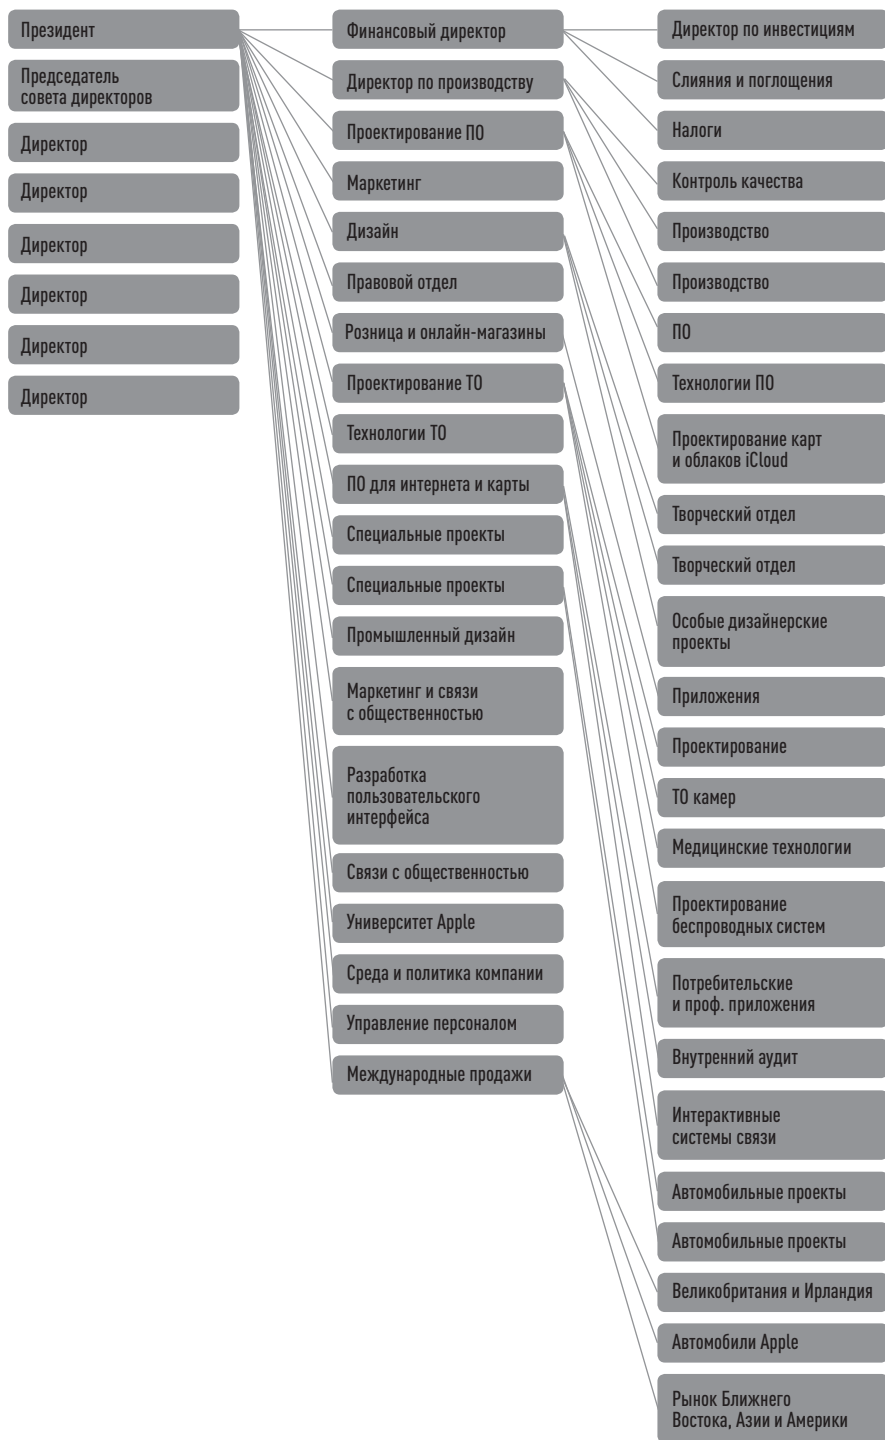 Президент
Председатель
совета директоров
Директор
Директор
Директор
Директор
Директор
Директор
Финансовый директор
Директор по производству
Проектирование ПО
Маркетинг
Дизайн
Правовой отдел
Розница и онлайн-магазины
Проектирование ТО
Технологии ТО
ПО для интернета и карты
Специальные проекты
Специальные проекты
Промышленный дизайн
Маркетинг и связи
с общественностью
Разработка
пользовательского
интерфейса
Связи с общественностью
Университет Apple
Среда и политика компании
Управление персоналом
Международные продажи
Директор по инвестициям
Слияния и поглощения
Налоги
Контроль качества
Производство
Производство
ПО
Технологии ПО
Проектирование карт
и облаков iCloud
Творческий отдел
Творческий отдел
Особые дизайнерские
проекты
Приложения
Проектирование
ТО камер
Медицинские технологии
Проектирование
беспроводных систем
Потребительские
и проф. приложения
Внутренний аудит
Интерактивные
системы связи
Автомобильные проекты
Автомобильные проекты
Великобритания и Ирландия
Автомобили Apple
Рынок Ближнего
Востока, Азии и Америки